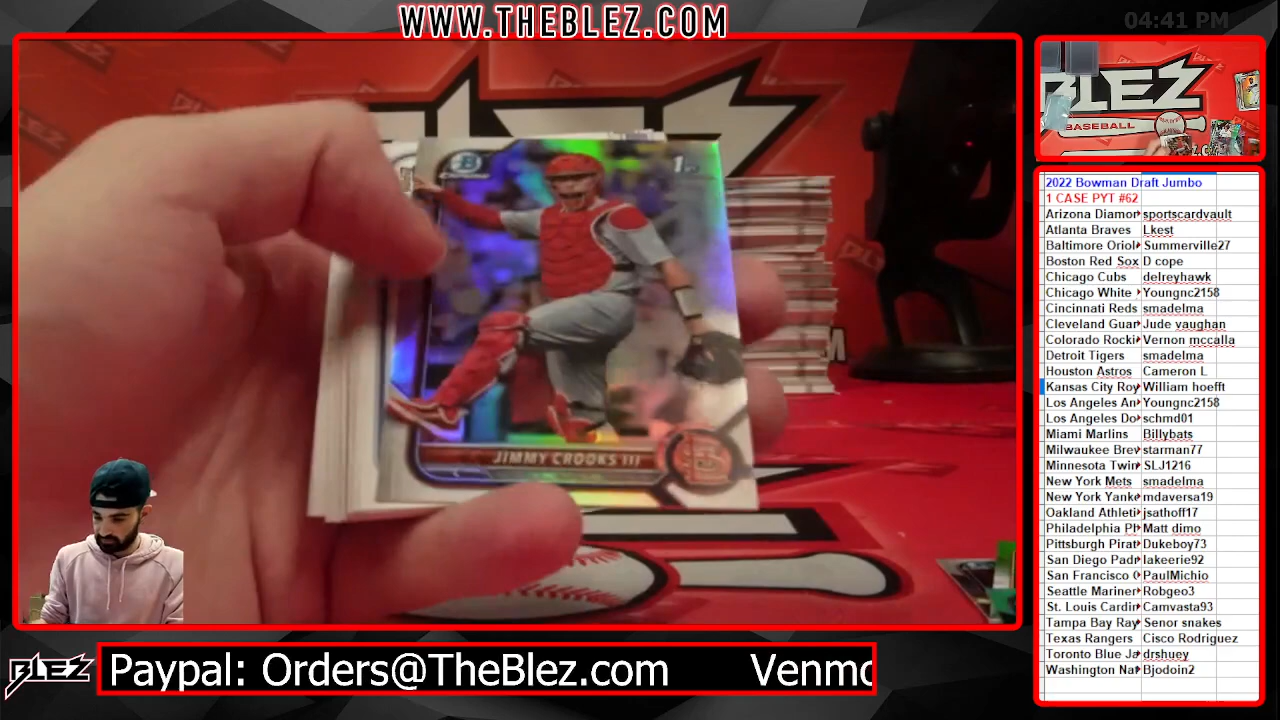 WWW.THEBLEZ.COM
04:41 PM
Chrome
1st
JIMMY CROOKS III
BLEZ
BASEBALL
2022 Bowman Draft Jumbo
1 CASE PYT #62
Arizona Diamor sportscardvault
Atlanta Braves Lkest
Baltimore Oriol Summerville27
Boston Red Sox D cope
Chicago Cubs delreyhawk
Chicago White Youngnc2158
Cincinnati Reds smadelma
Cleveland Guar Jude vaughan
Colorado Rocki Vernon mccalla
Detroit Tigers smadelma
Houston Astros Cameron L
Kansas City Roy William hoefft
Los Angeles An Youngnc2158
Los Angeles Do schmd01
Miami Marlins Billybats
Milwaukee Brev starman77
Minnesota Twin SLJ1216
New York Mets smadelma
New York Yanke mdaversa19
Oakland Athleti jsathoff17
Philadelphia Pl Matt dimo
Pittsburgh Pirat Dukeboy73
San Diego Padr lakeerie92
San Francisco G PaulMichio
Seattle Mariner Robgeo3
St. Louis Cardir Camvasta93
Tampa Bay Ray Senor snakes
Texas Rangers Cisco Rodriguez
Toronto Blue Ja drshuey
Washington Nat Bjodoin2
BLEZ
Paypal: Orders@TheBlez.com Venmo